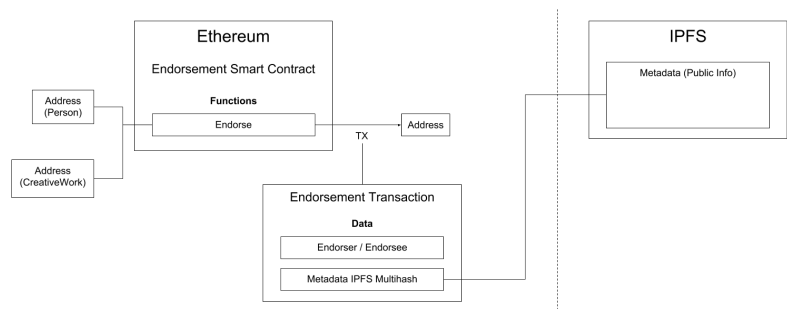 Ethereum
Endorsement Smart Contract
Functions
Endorse
Address
(Person)
Address
(CreativeWork)
TX
Address
Endorsement Transaction
Data
Endorser / Endorsee
Metadata IPFS Multihash
IPFS
Metadata (Public Info)